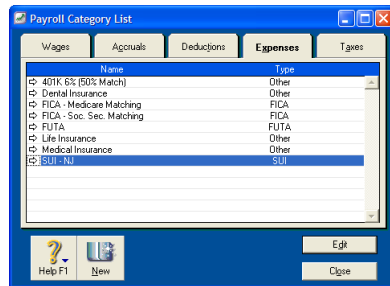 Payroll Category List
Wages Accruals Deductions Expenses Taxes
Name Type
401K 6% (50% Match) Other
Dental Insurance Other
FICA - Medicare Matching FICA
FICA - Soc. Sec. Matching FICA
FUTA FUTA
Life Insurance Other
Medical Insurance Other
SUI - NJ SUI
Help F1 New Edit
Close